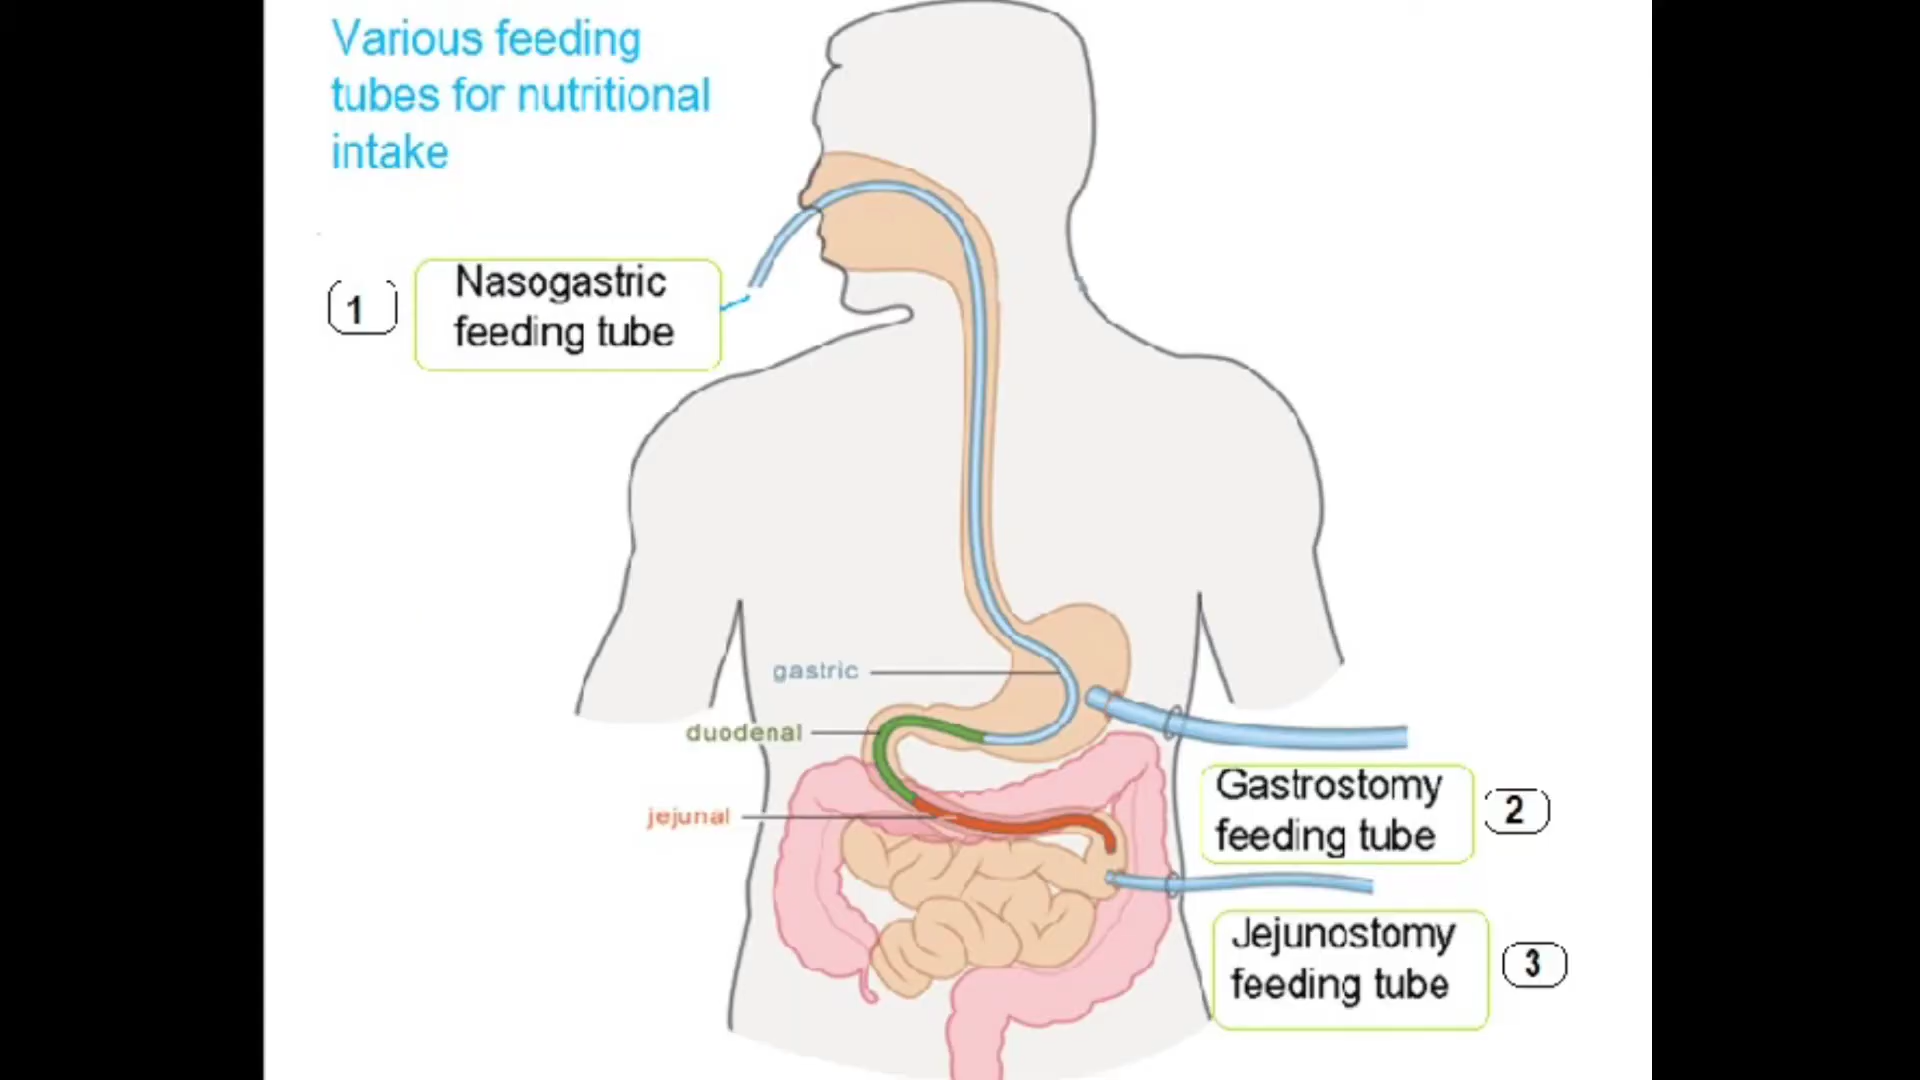 Various feeding
tubes for nutritional
intake
1
Nasogastric
feeding tube
gastric
duodenal
jejunal
Gastrostomy
feeding tube
2
Jejunostomy
feeding tube
3